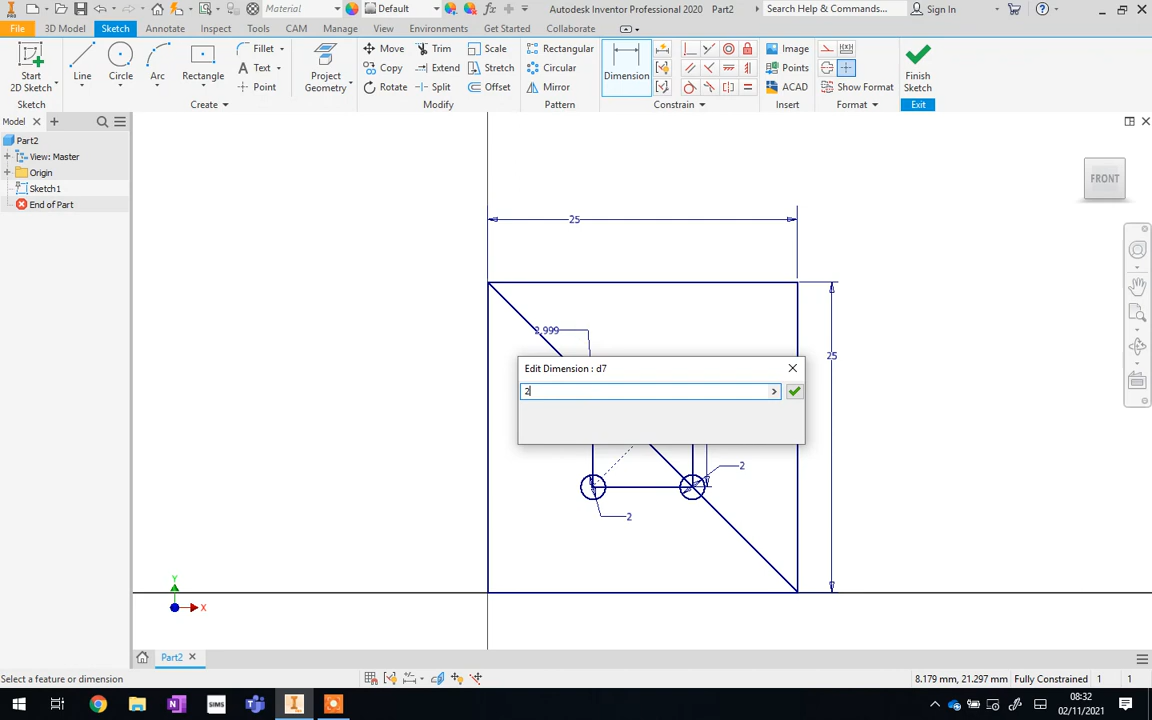 Material
Default
Autodesk Inventor Professional 2020 Part2
Search Help & Commands...
Sign In
File
3D Model
Sketch
Annotate
Inspect
Tools
CAM
Manage
View
Environments
Get Started
Collaborate
Start
2D Sketch
Line
Circle
Arc
Rectangle
Fillet
Text
Point
Project
Geometry
Move
Copy
Rotate
Trim
Extend
Split
Scale
Stretch
Offset
Rectangular
Circular
Mirror
Dimension
Image
Points
ACAD
Show Format
Finish
Sketch
Sketch
Create
Modify
Pattern
Constrain
Insert
Format
Exit
Model
Part2
View: Master
Origin
Sketch1
End of Part
FRONT
25
2.999
25
Edit Dimension : d7
2
2
2
Y
X
Part2
Select a feature or dimension
8.179 mm, 21.297 mm Fully Constrained 1 1
SIMS
08:32
02/11/2021